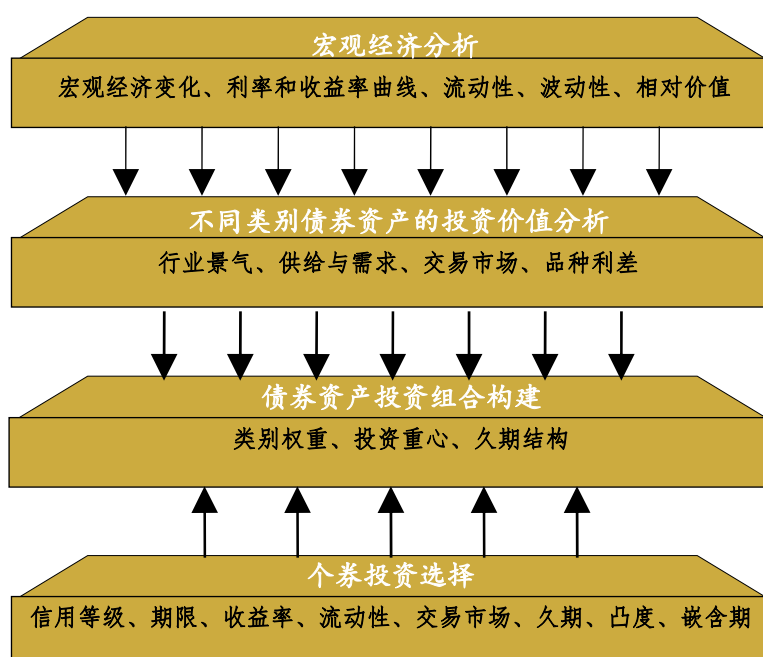 宏观经济分析
宏观经济变化、利率和收益率曲线、流动性、波动性、相对价值
不同类别债券资产的投资价值分析
行业景气、供给与需求、交易市场、品种利差
债券资产投资组合构建
类别权重、投资重心、久期结构
个券投资选择
信用等级、期限、收益率、流动性、交易市场、久期、凸度、嵌含期